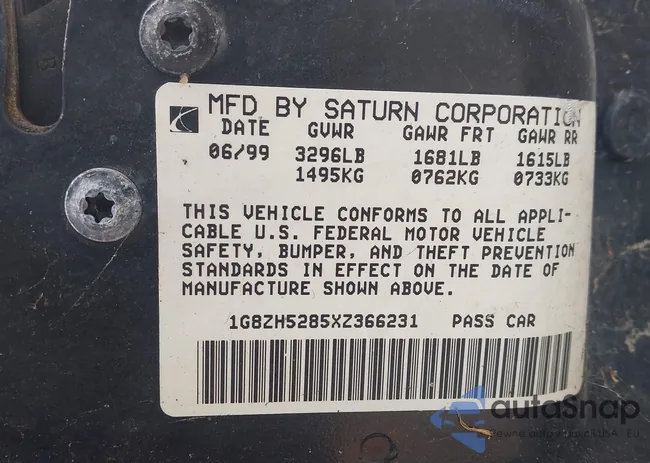 MFD BY SATURN CORPORATION
DATE GVWR GAWR FRT GAWR RR
06/99 3296LB 1681LB 1615LB
1495KG 0762KG 0733KG
THIS VEHICLE CONFORMS TO ALL APPLI-
CABLE U.S. FEDERAL MOTOR VEHICLE
SAFETY, BUMPER, AND THEFT PREVENTION
STANDARDS IN EFFECT ON THE DATE OF
MANUFACTURE SHOWN ABOVE.
1G8ZH5285XZ366231 PASS CAR
autoSnap